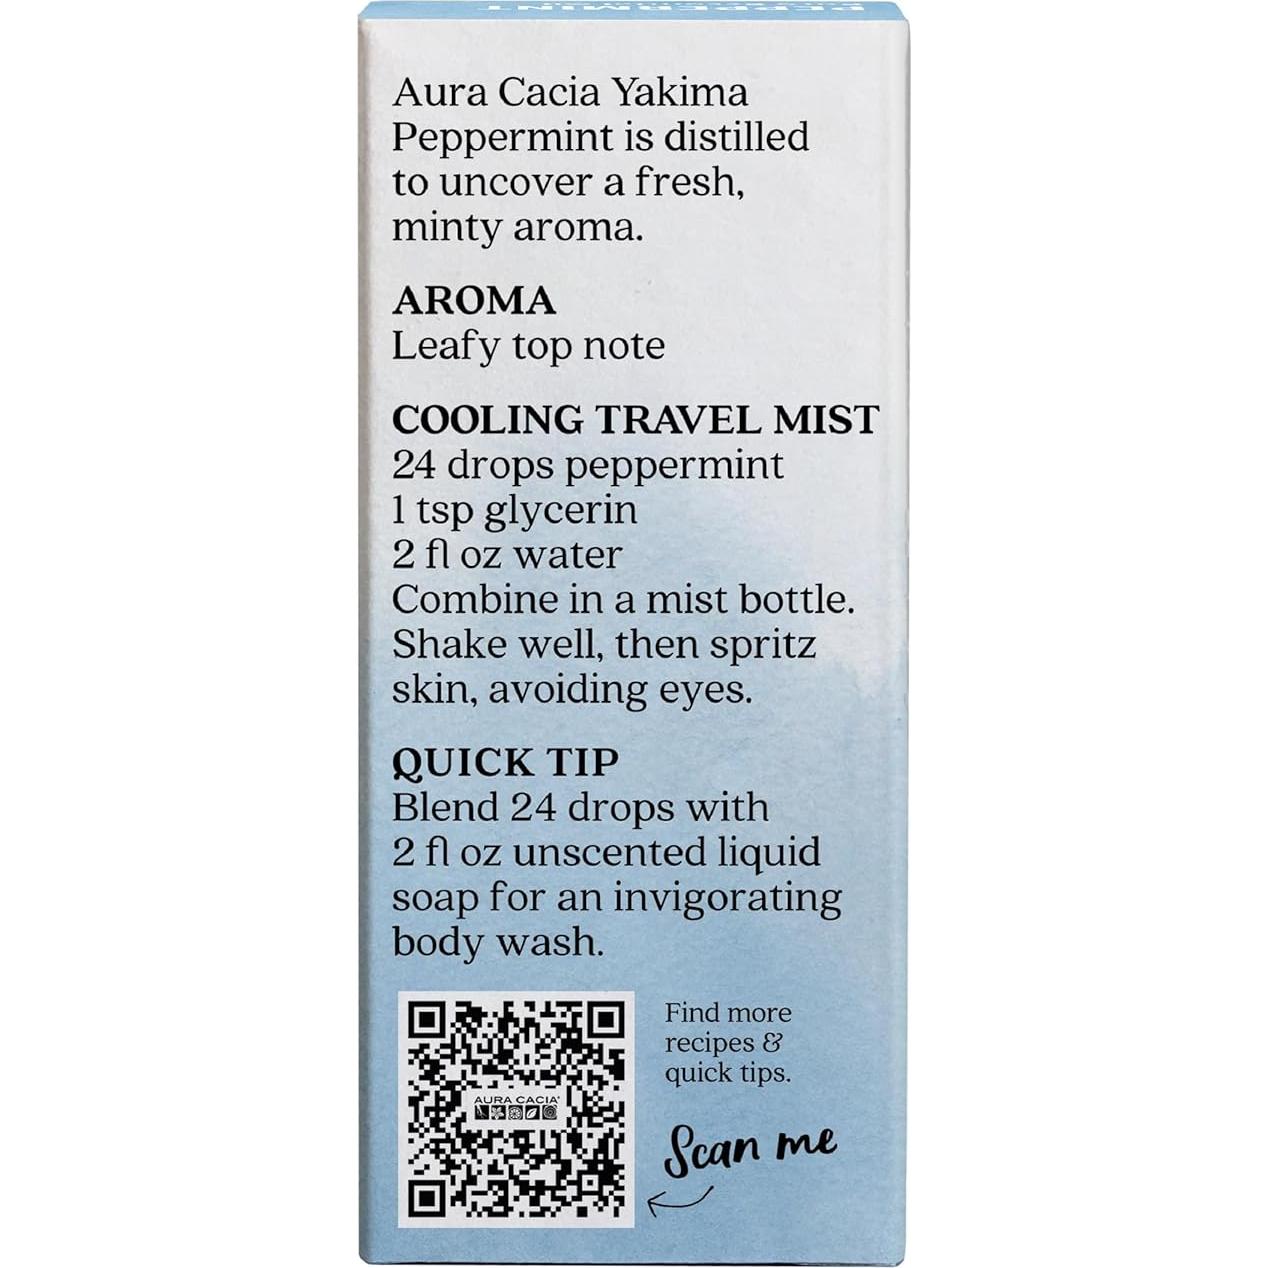 PEPPERMINT
Aura Cacia Yakima
Peppermint is distilled
to uncover a fresh,
minty aroma.
AROMA
Leafy top note
COOLING TRAVEL MIST
24 drops peppermint
1 tsp glycerin
2 fl oz water
Combine in a mist bottle.
Shake well, then spritz
skin, avoiding eyes.
QUICK TIP
Blend 24 drops with
2 fl oz unscented liquid
soap for an invigorating
body wash.
Find more
recipes &
quick tips.
AURA CACIA
Scan me